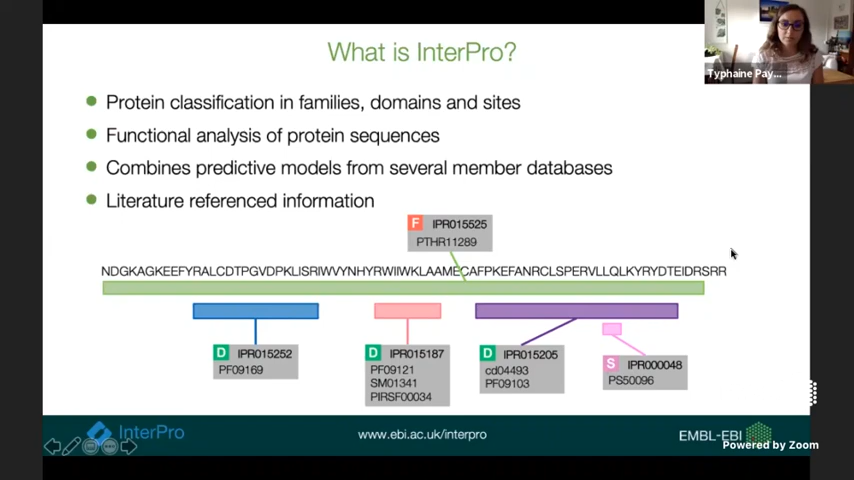 What is InterPro?
Typhaine Pay...
Protein classification in families, domains and sites
Functional analysis of protein sequences
Combines predictive models from several member databases
Literature referenced information
F IPR015525
PTHR11289
NDGKAGKEEFYRALCDTPGVDPKLISRIWVYNHYRWIIWKLAAMECAFPKEFANRCLSPERVLLQLKYRYDTEIDRSRR
D IPR015252
PF09169
D IPR015187
PF09121
SM01341
PIRSF00034
D IPR015205
cd04493
PF09103
S IPR000048
PS50096
InterPro
www.ebi.ac.uk/interpro
EMBL-EBI
Powered by Zoom